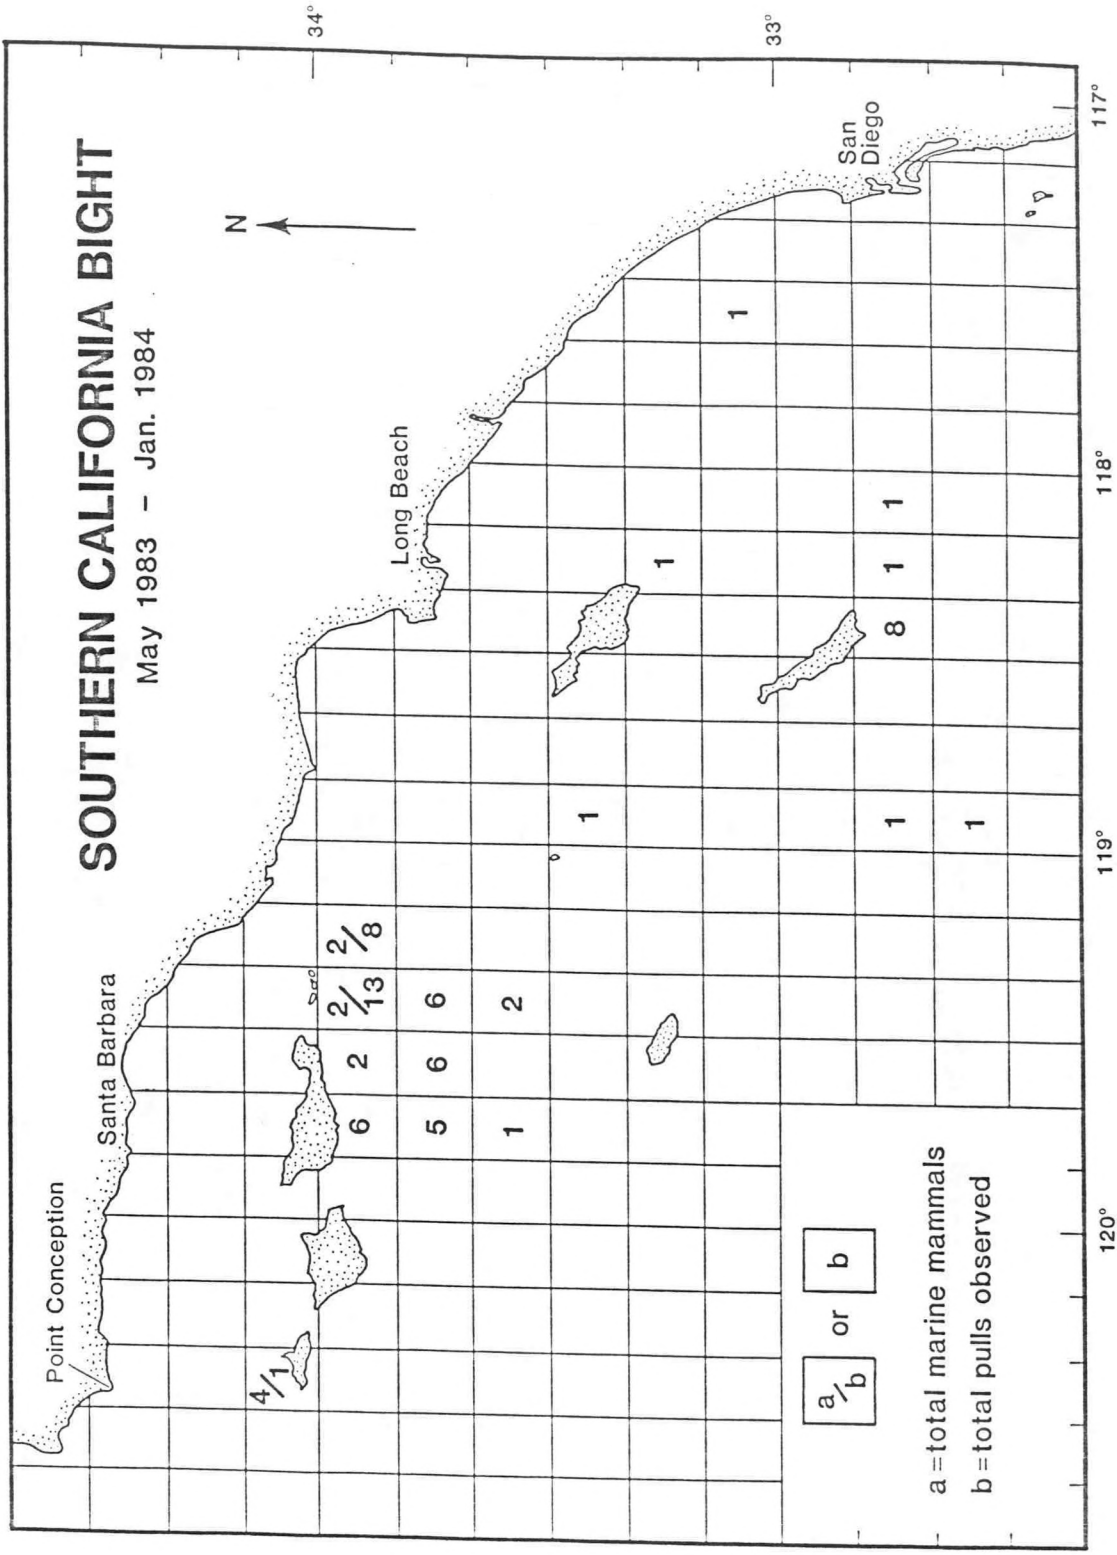 SOUTHERN CALIFORNIA BIGHT
May 1983 - Jan. 1984
N
Point Conception
Santa Barbara
Long Beach
San
Diego
34°
33°
4/1
6
2
2/13
2/8
5
6
6
1
2
1
1
1
1
8
1
1
1
1
a/b or b
a=total marine mammals
b=total pulls observed
120°
119°
118°
117°